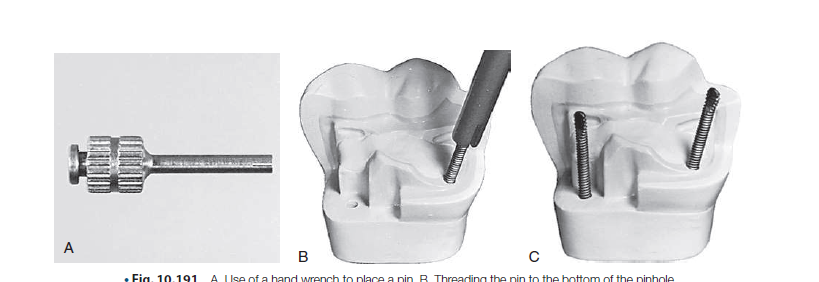 A
B
C
• Fig. 10.191 A, Use of a hand wrench to place a pin. B, Threading the pin to the bottom of the pinhole.